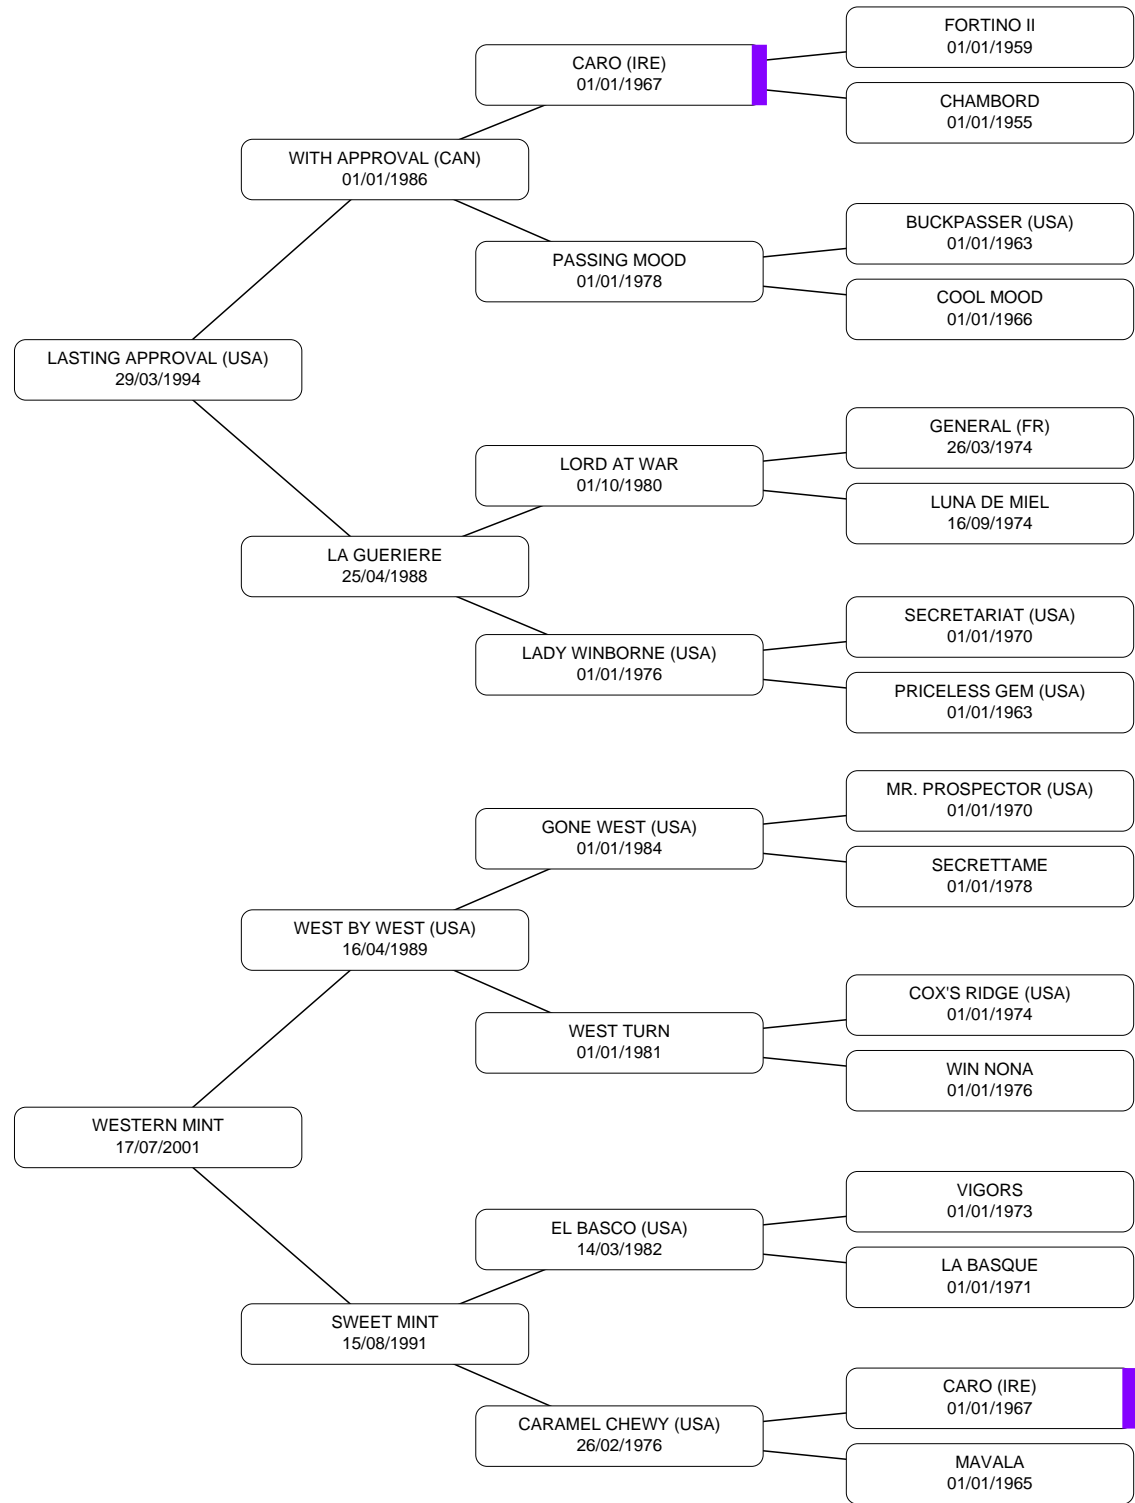 FORTINO II
01/01/1959
CARO (IRE)
01/01/1967
CHAMBORD
01/01/1955
WITH APPROVAL (CAN)
01/01/1986
BUCKPASSER (USA)
01/01/1963
PASSING MOOD
01/01/1978
COOL MOOD
01/01/1966
LASTING APPROVAL (USA)
29/03/1994
GENERAL (FR)
26/03/1974
LORD AT WAR
01/10/1980
LUNA DE MIEL
16/09/1974
LA GUERIERE
25/04/1988
SECRETARIAT (USA)
01/01/1970
LADY WINBORNE (USA)
01/01/1976
PRICELESS GEM (USA)
01/01/1963
MR. PROSPECTOR (USA)
01/01/1970
GONE WEST (USA)
01/01/1984
SECRETTAME
01/01/1978
WEST BY WEST (USA)
16/04/1989
COX'S RIDGE (USA)
01/01/1974
WEST TURN
01/01/1981
WIN NONA
01/01/1976
WESTERN MINT
17/07/2001
VIGORS
01/01/1973
EL BASCO (USA)
14/03/1982
LA BASQUE
01/01/1971
SWEET MINT
15/08/1991
CARO (IRE)
01/01/1967
CARAMEL CHEWY (USA)
26/02/1976
MAVALA
01/01/1965